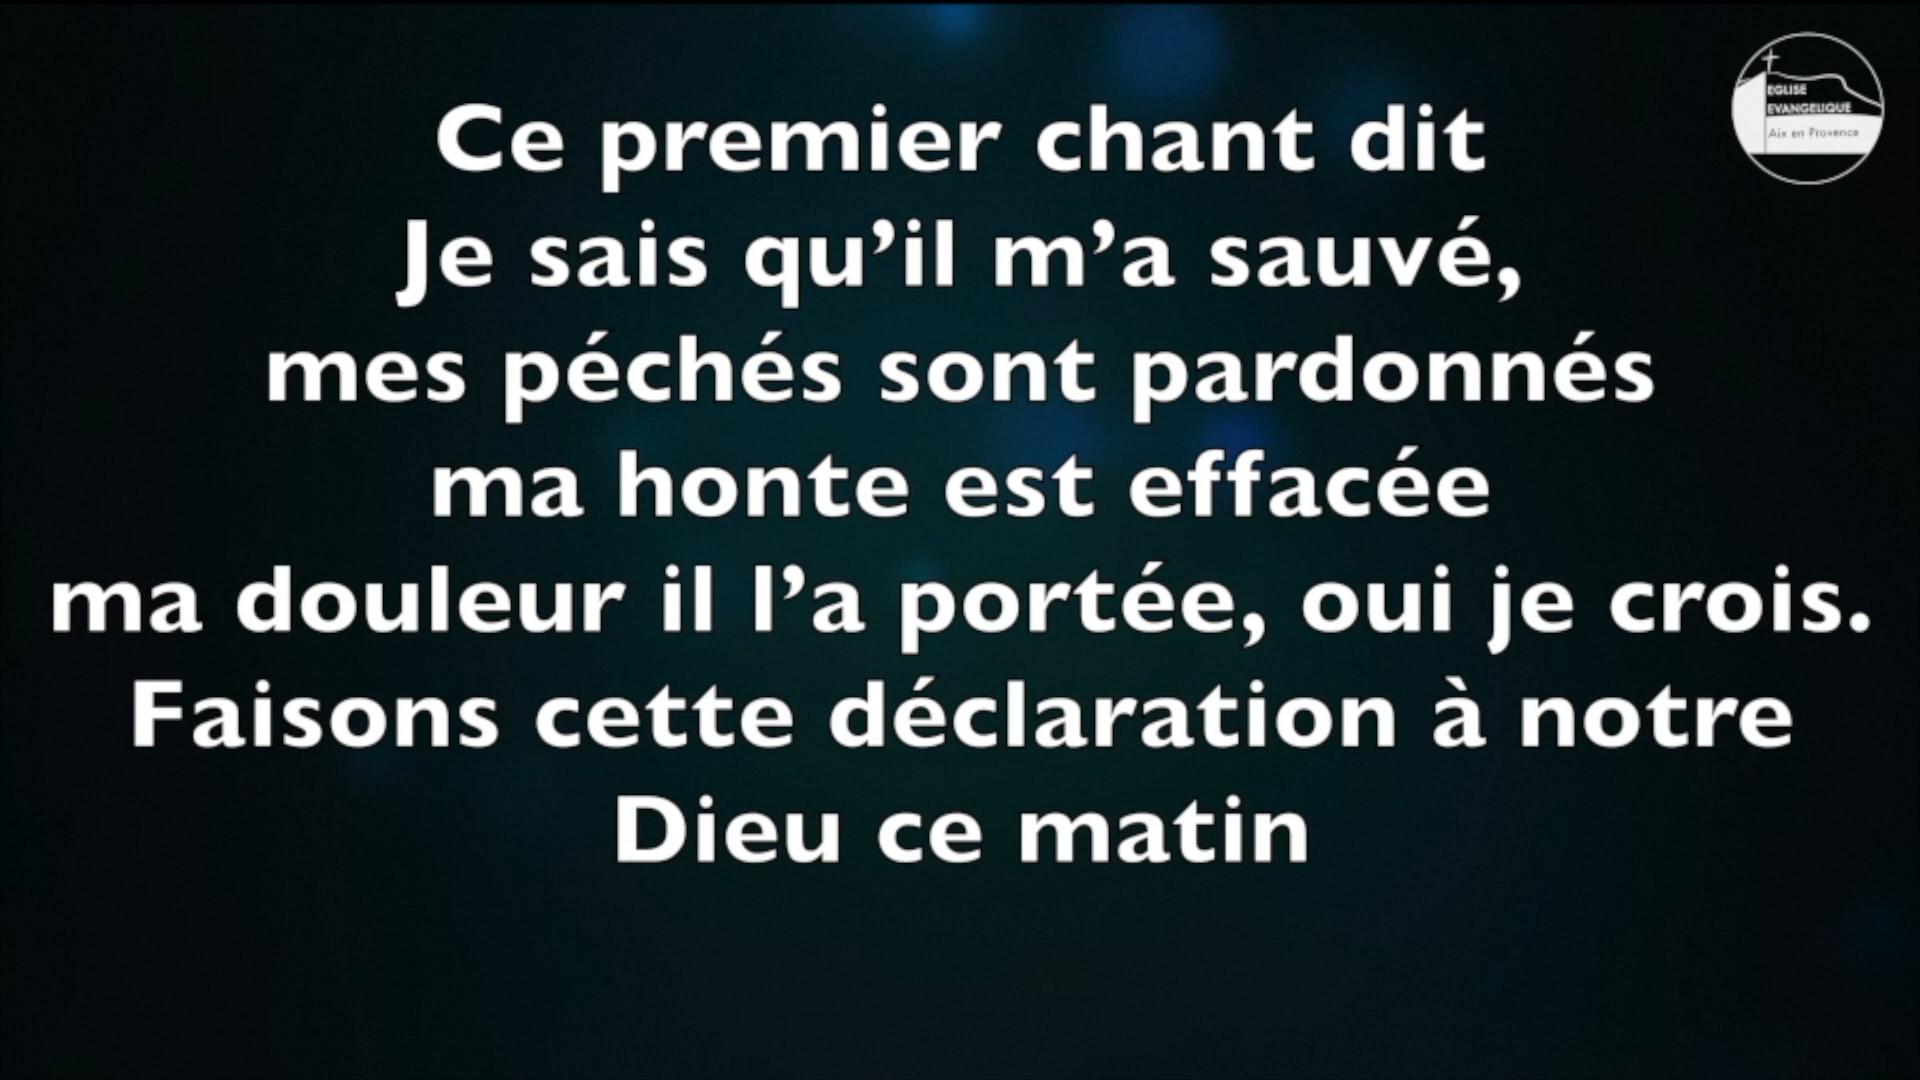 Ce premier chant dit
Je sais qu’il m’a sauvé,
mes péchés sont pardonnés
ma honte est effacée
ma douleur il l’a portée, oui je crois.
Faisons cette déclaration à notre
Dieu ce matin
EGLISE
EVANGELIQUE
Aix en Provence